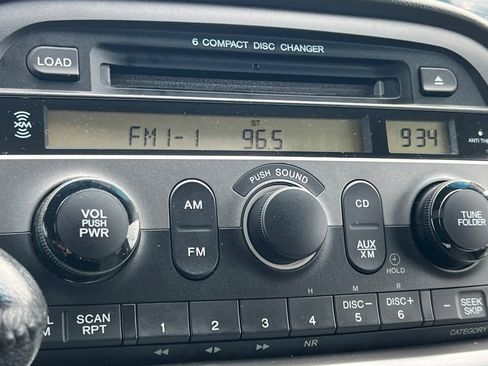 6 COMPACT DISC CHANGER
LOAD
XM
ST
FM1-1 96.5
934
ANTI THE
PUSH SOUND
VOL
PUSH
PWR
AM
FM
CD
AUX
XM
TUNE
FOLDER
HOLD
H M R
SCAN
RPT
1
2
3
4
DISC-
5
DISC+
6
-
SEEK
SKIP
NR
CATEGORY